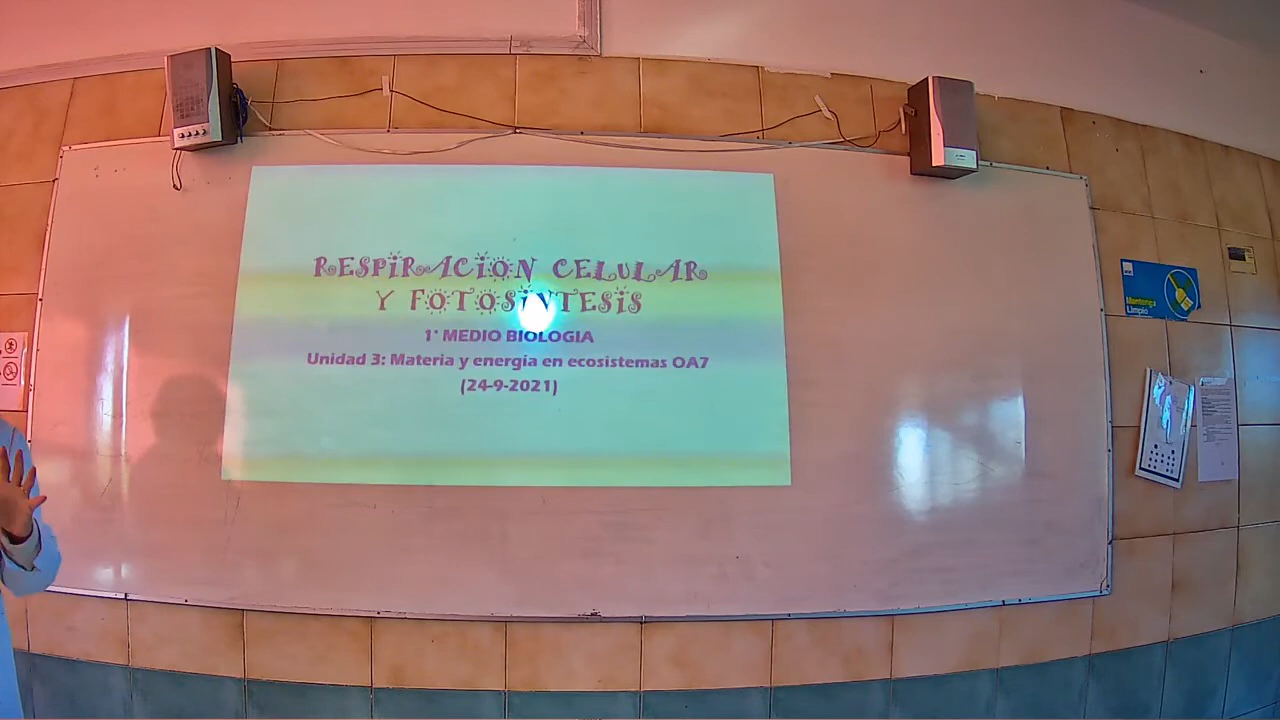 RESPIRACION CELULAR
Y FOTOSINTESIS
1° MEDIO BIOLOGIA
Unidad 3: Materia y energía en ecosistemas OA7
(24-9-2021)
Mantenga
Limpio